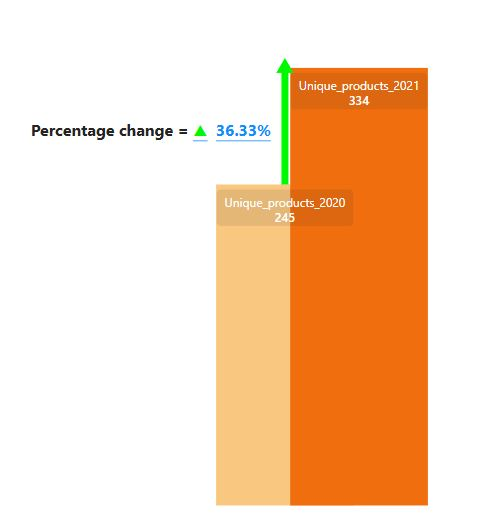 Unique_products_2021
334
Percentage change = ▲ 36.33%
Unique_products_2020
245